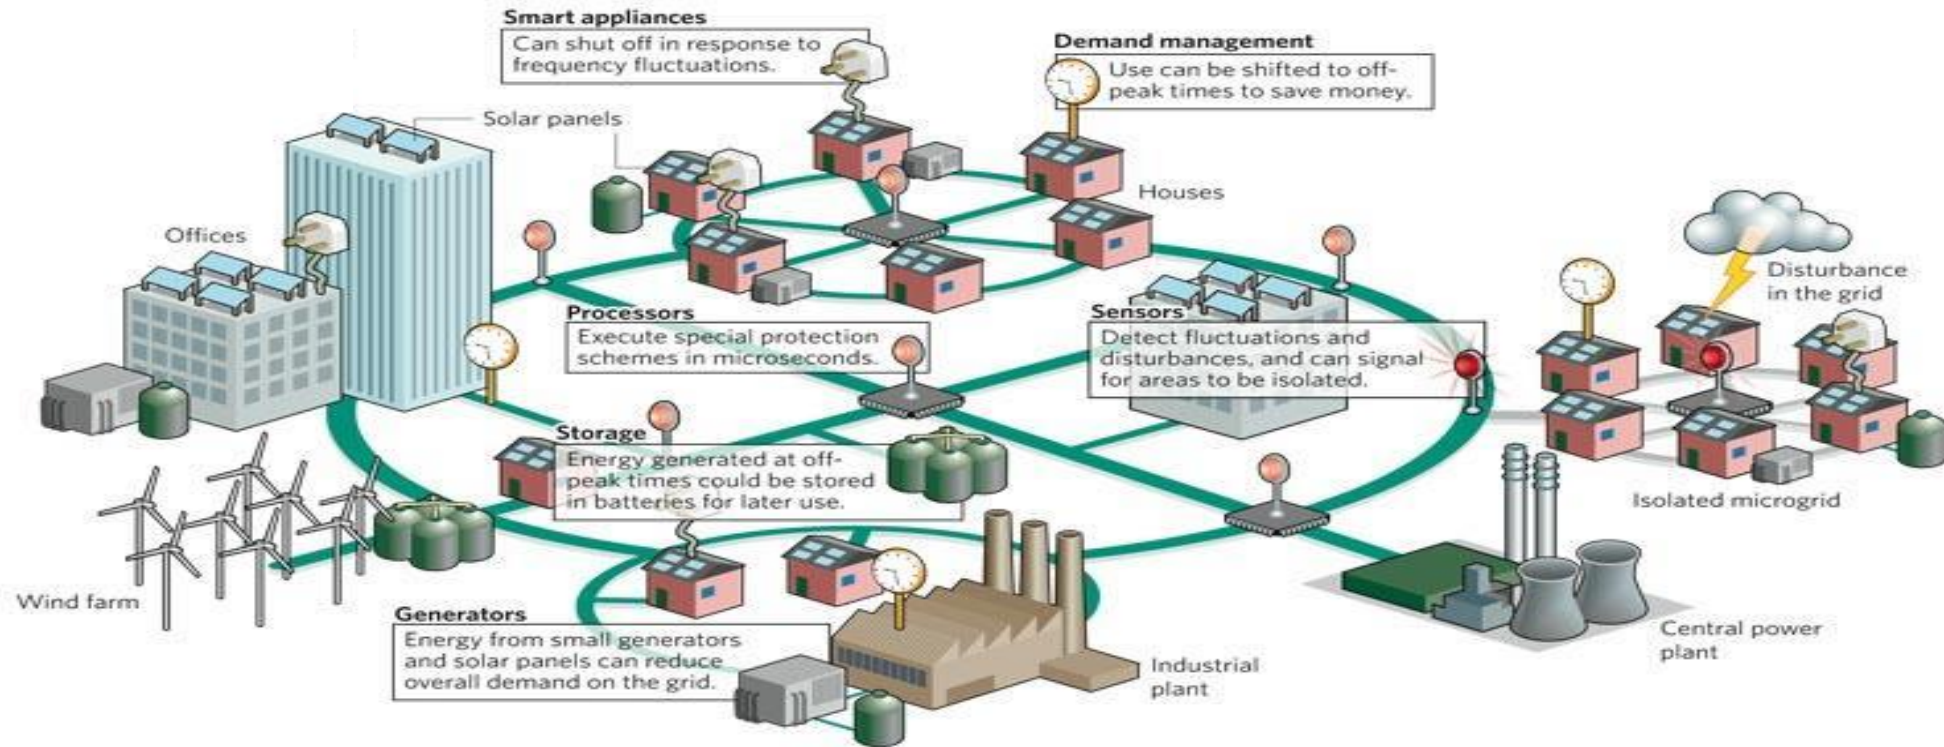 Smart appliances
Can shut off in response to
frequency fluctuations.
Demand management
Use can be shifted to off-
peak times to save money.
Solar panels
Houses
Offices
Disturbance
in the grid
Processors
Execute special protection
schemes in microseconds.
Sensors
Detect fluctuations and
disturbances, and can signal
for areas to be isolated.
Storage
Energy generated at off-
peak times could be stored
in batteries for later use.
Isolated microgrid
Wind farm
Generators
Energy from small generators
and solar panels can reduce
overall demand on the grid.
Industrial
plant
Central power
plant